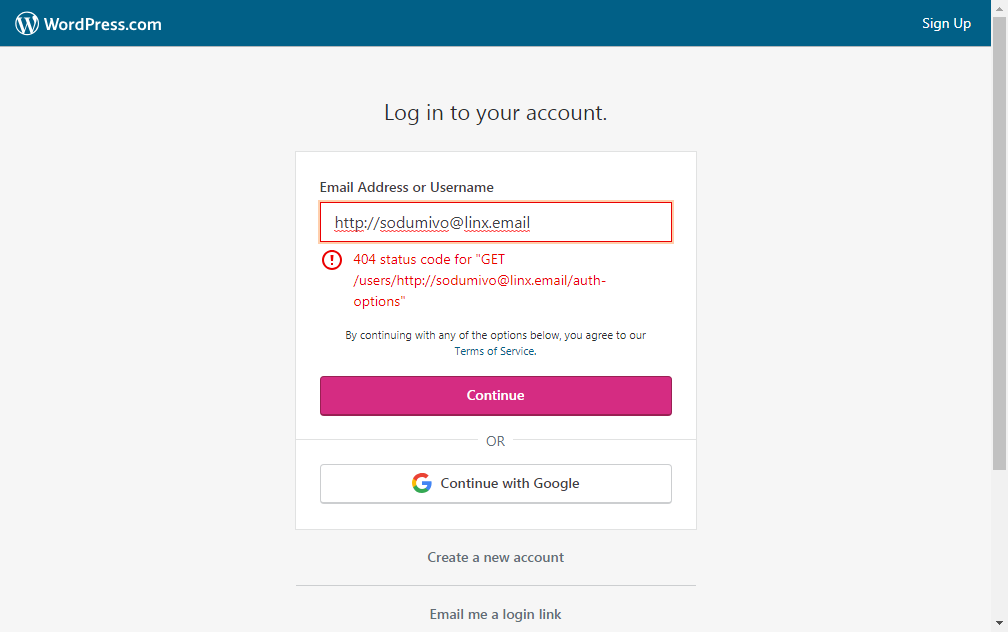 WordPress.com
Sign Up
Log in to your account.
Email Address or Username
http://sodumivo@linx.email
404 status code for "GET
/users/http://sodumivo@linx.email/auth-
options"
By continuing with any of the options below, you agree to our
Terms of Service.
Continue
OR
Continue with Google
Create a new account
Email me a login link